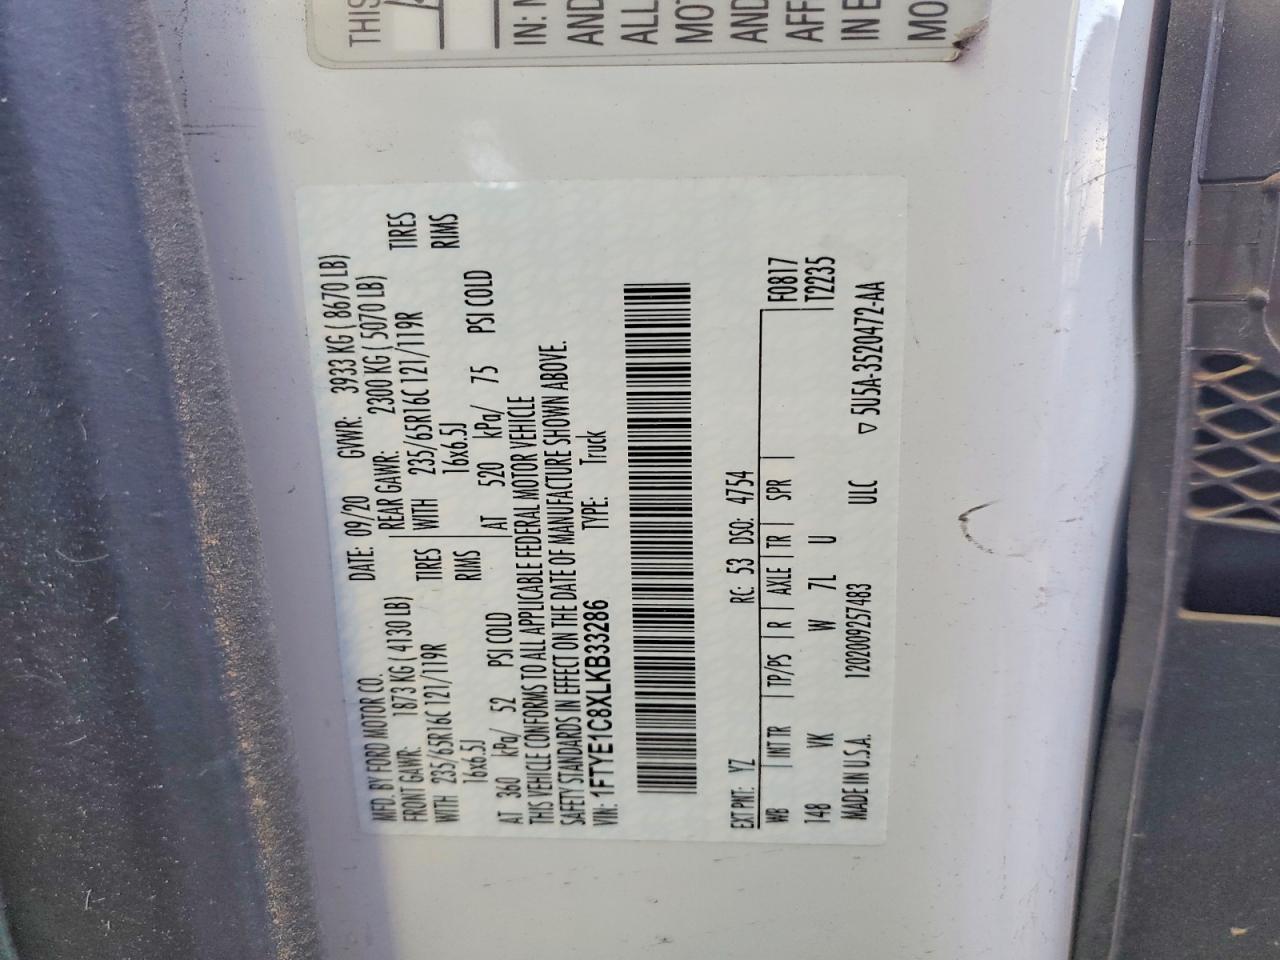 THIS
IN: N
AND
ALL
MOT
AND
AFF
IN E
MO
MFD. BY FORD MOTOR CO. DATE: 09/20 GVWR: 3933 KG ( 8670 LB)
FRONT GAWR: 1873 KG ( 4130 LB) REAR GAWR: 2300 KG ( 5070 LB)
WITH 235/65R16C 121/119R TIRES WITH 235/65R16C 121/119R TIRES
16x6.5J RIMS 16x6.5J RIMS
AT 360 kPa/ 52 PSI COLD AT 520 kPa/ 75 PSI COLD
THIS VEHICLE CONFORMS TO ALL APPLICABLE FEDERAL MOTOR VEHICLE
SAFETY STANDARDS IN EFFECT ON THE DATE OF MANUFACTURE SHOWN ABOVE.
VIN: 1FTYE1C8XLKB33286 TYPE: Truck
EXT PNT: YZ RC: 53 DSO: 4754
WB | INT TR | TP/PS | R | AXLE | TR | SPR | F0817
148 VK W 7L U T2235
MADE IN U.S.A. 1202009257483 ULC ▽ 5U5A-3520472-AA